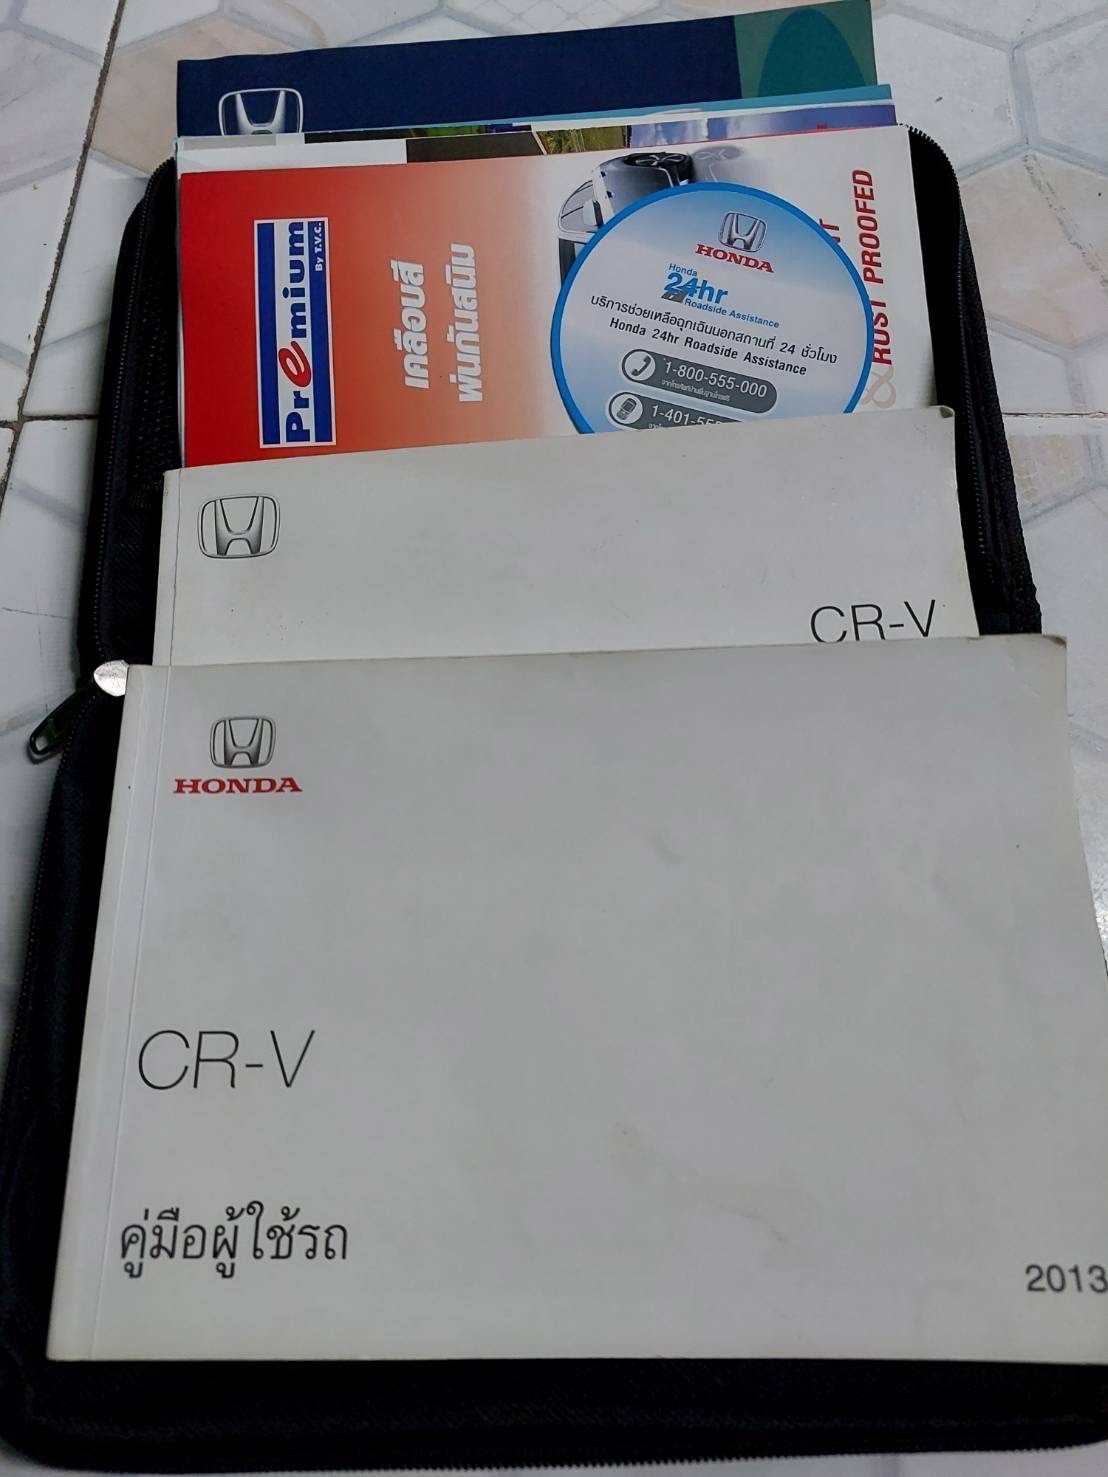 Premium
By T.V.C.
เคลือบสี
พ่นกันสนิม
HONDA
Honda
24hr
Roadside Assistance
บริการช่วยเหลือฉุกเฉินนอกสถานที่ 24 ชั่วโมง
Honda 24hr Roadside Assistance
1-800-555-000
& RUST PROOFED
CR-V
HONDA
CR-V
คู่มือผู้ใช้รถ
2013